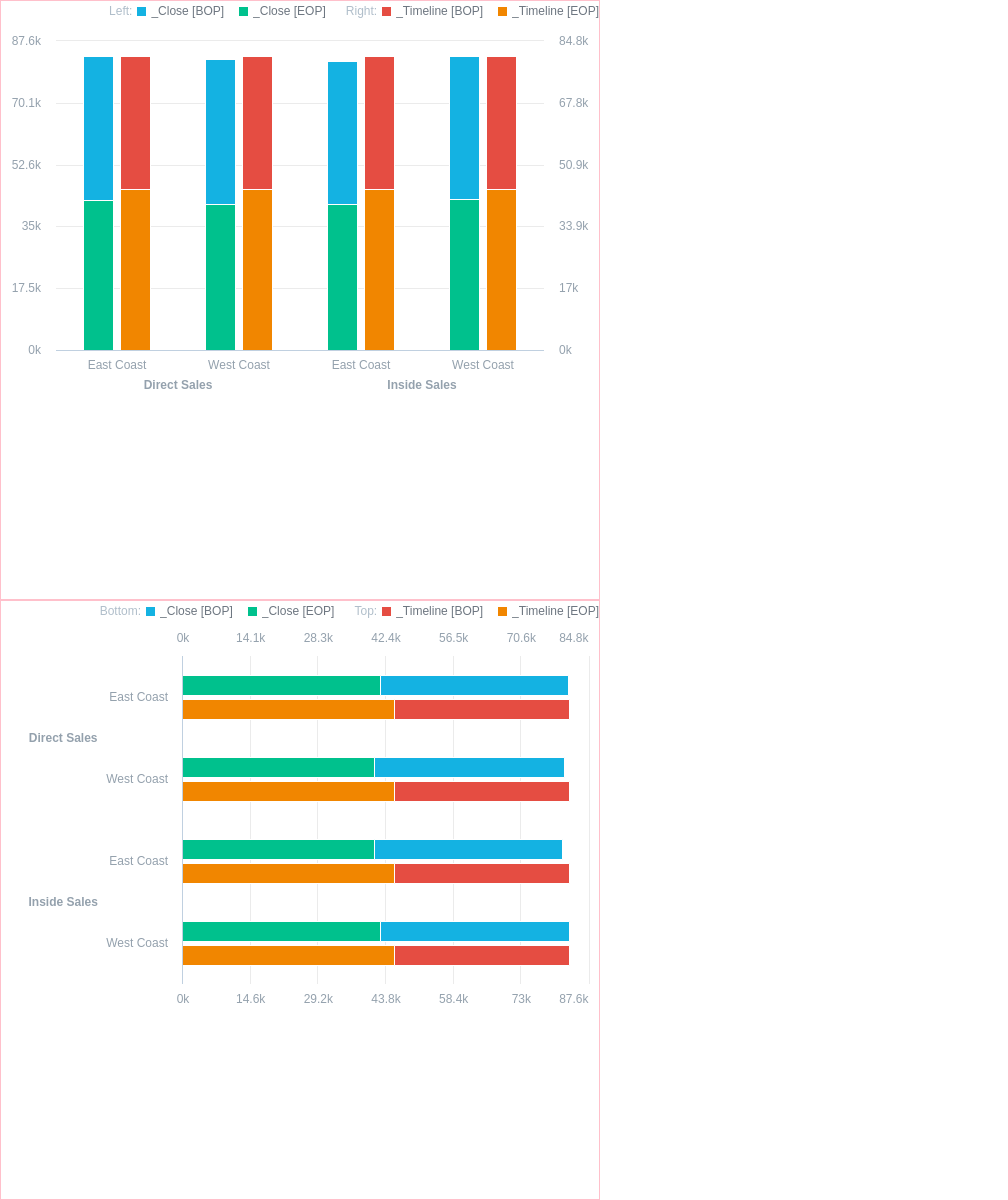 Left: _Close [BOP] _Close [EOP] Right: _Timeline [BOP] _Timeline [EOP]
87.6k 84.8k
70.1k 67.8k
52.6k 50.9k
35k 33.9k
17.5k 17k
0k 0k
East Coast West Coast East Coast West Coast
Direct Sales Inside Sales
Bottom: _Close [BOP] _Close [EOP] Top: _Timeline [BOP] _Timeline [EOP]
0k 14.1k 28.3k 42.4k 56.5k 70.6k 84.8k
East Coast
Direct Sales
West Coast
East Coast
Inside Sales
West Coast
0k 14.6k 29.2k 43.8k 58.4k 73k 87.6k